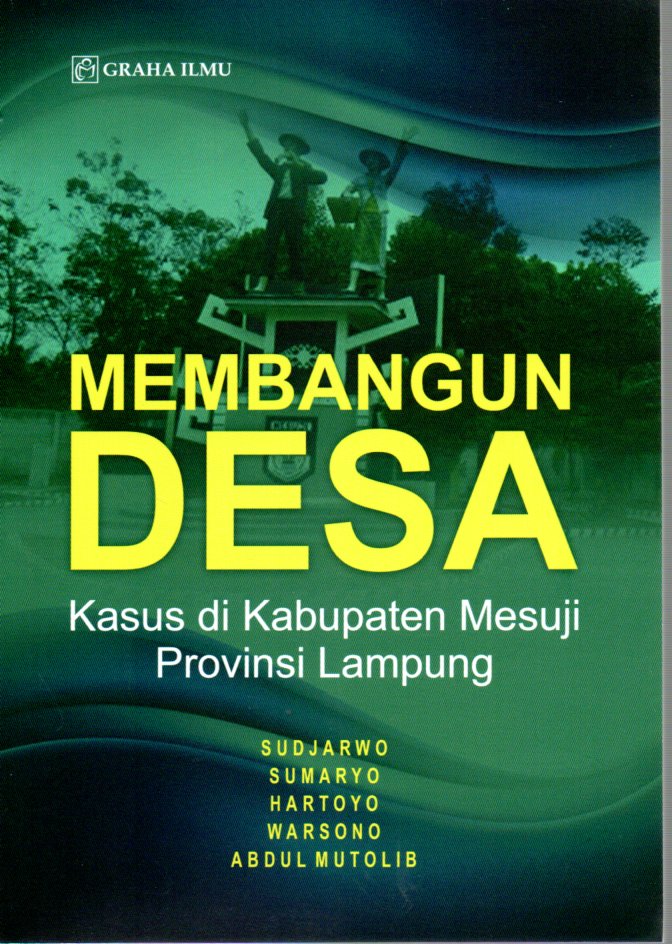 GRAHA ILMU
MEMBANGUN
DESA
Kasus di Kabupaten Mesuji
Provinsi Lampung
SUDJARWO
SUMARYO
HARTOYO
WARSONO
ABDUL MUTOLIB